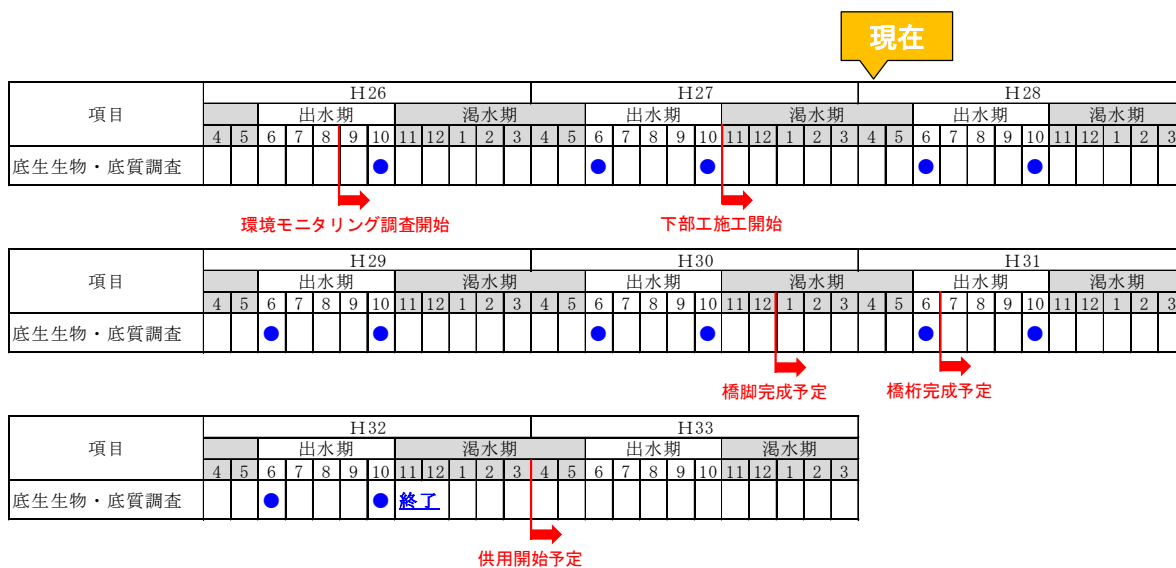 現在
H26 H27 H28
項目 出水期 渇水期 出水期 渇水期 出水期 渇水期
4 5 6 7 8 9 10 11 12 1 2 3 4 5 6 7 8 9 10 11 12 1 2 3 4 5 6 7 8 9 10 11 12 1 2 3
底生生物・底質調査 ● ● ● ● ●
環境モニタリング調査開始 下部工施工開始
H29 H30 H31
項目 出水期 渇水期 出水期 渇水期 出水期 渇水期
4 5 6 7 8 9 10 11 12 1 2 3 4 5 6 7 8 9 10 11 12 1 2 3 4 5 6 7 8 9 10 11 12 1 2 3
底生生物・底質調査 ● ● ● ● ● ●
橋脚完成予定 橋桁完成予定
H32 H33
項目 出水期 渇水期 出水期 渇水期
4 5 6 7 8 9 10 11 12 1 2 3 4 5 6 7 8 9 10 11 12 1 2 3
底生生物・底質調査 ● ● 終了
供用開始予定